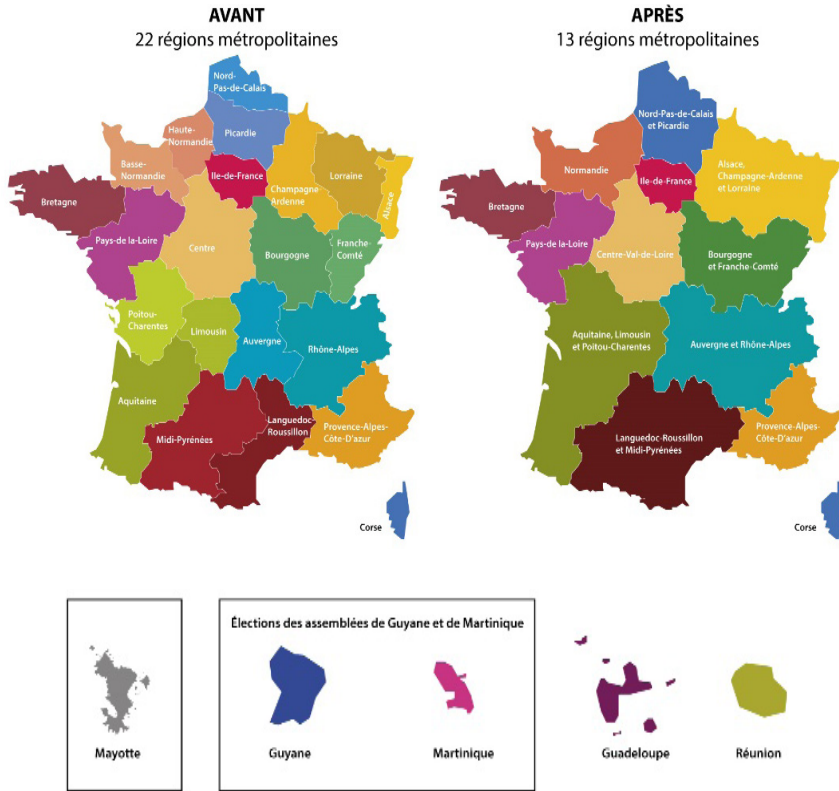 AVANT
22 régions métropolitaines
Nord-
Pas-de-Calais
Haute-
Normandie
Picardie
Basse-
Normandie
Ile-de-France
Champagne
Ardenne
Lorraine
Alsace
Bretagne
Pays-de la-Loire
Centre
Bourgogne
Franche-
Comté
Poitou-
Charentes
Limousin
Auvergne
Rhône-Alpes
Aquitaine
Midi-Pyrénées
Languedoc-
Roussillon
Provence-Alpes-
Côte-D'azur
Corse
APRÈS
13 régions métropolitaines
Nord-Pas-de-Calais
et Picardie
Normandie
Ile-de-France
Alsace,
Champagne-Ardenne
et Lorraine
Bretagne
Pays-de la-Loire
Centre-Val-de-Loire
Bourgogne
et Franche-Comté
Aquitaine, Limousin
et Poitou-Charentes
Auvergne et Rhône-Alpes
Languedoc-Roussillon
et Midi-Pyrénées
Provence-Alpes-
Côte-D'azur
Corse
Mayotte
Élections des assemblées de Guyane et de Martinique
Guyane
Martinique
Guadeloupe
Réunion